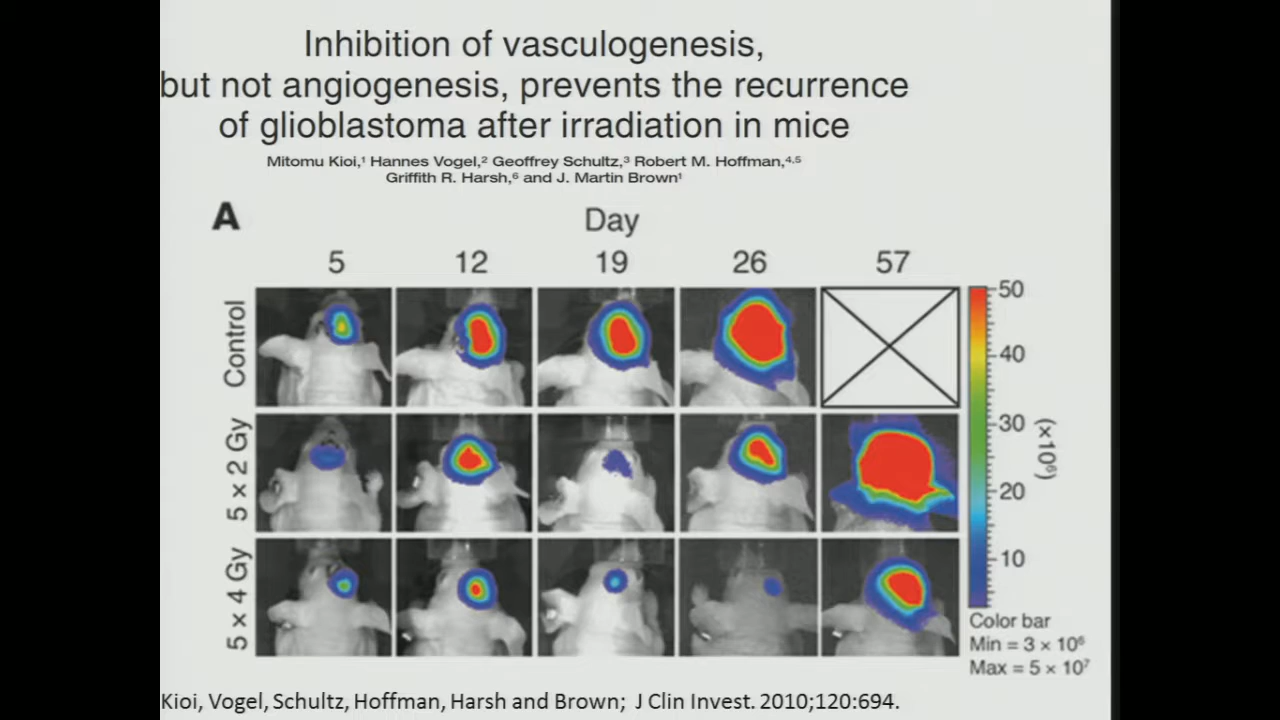 Inhibition of vasculogenesis,
but not angiogenesis, prevents the recurrence
of glioblastoma after irradiation in mice
Mitomu Kioi,¹ Hannes Vogel,² Geoffrey Schultz,³ Robert M. Hoffman,⁴,⁵
Griffith R. Harsh,⁶ and J. Martin Brown¹
A
Day
5 12 19 26 57
Control
5 × 2 Gy
5 × 4 Gy
50
40
30
20
10
(×10⁶)
Color bar
Min = 3 × 10⁶
Max = 5 × 10⁷
Kioi, Vogel, Schultz, Hoffman, Harsh and Brown; J Clin Invest. 2010;120:694.